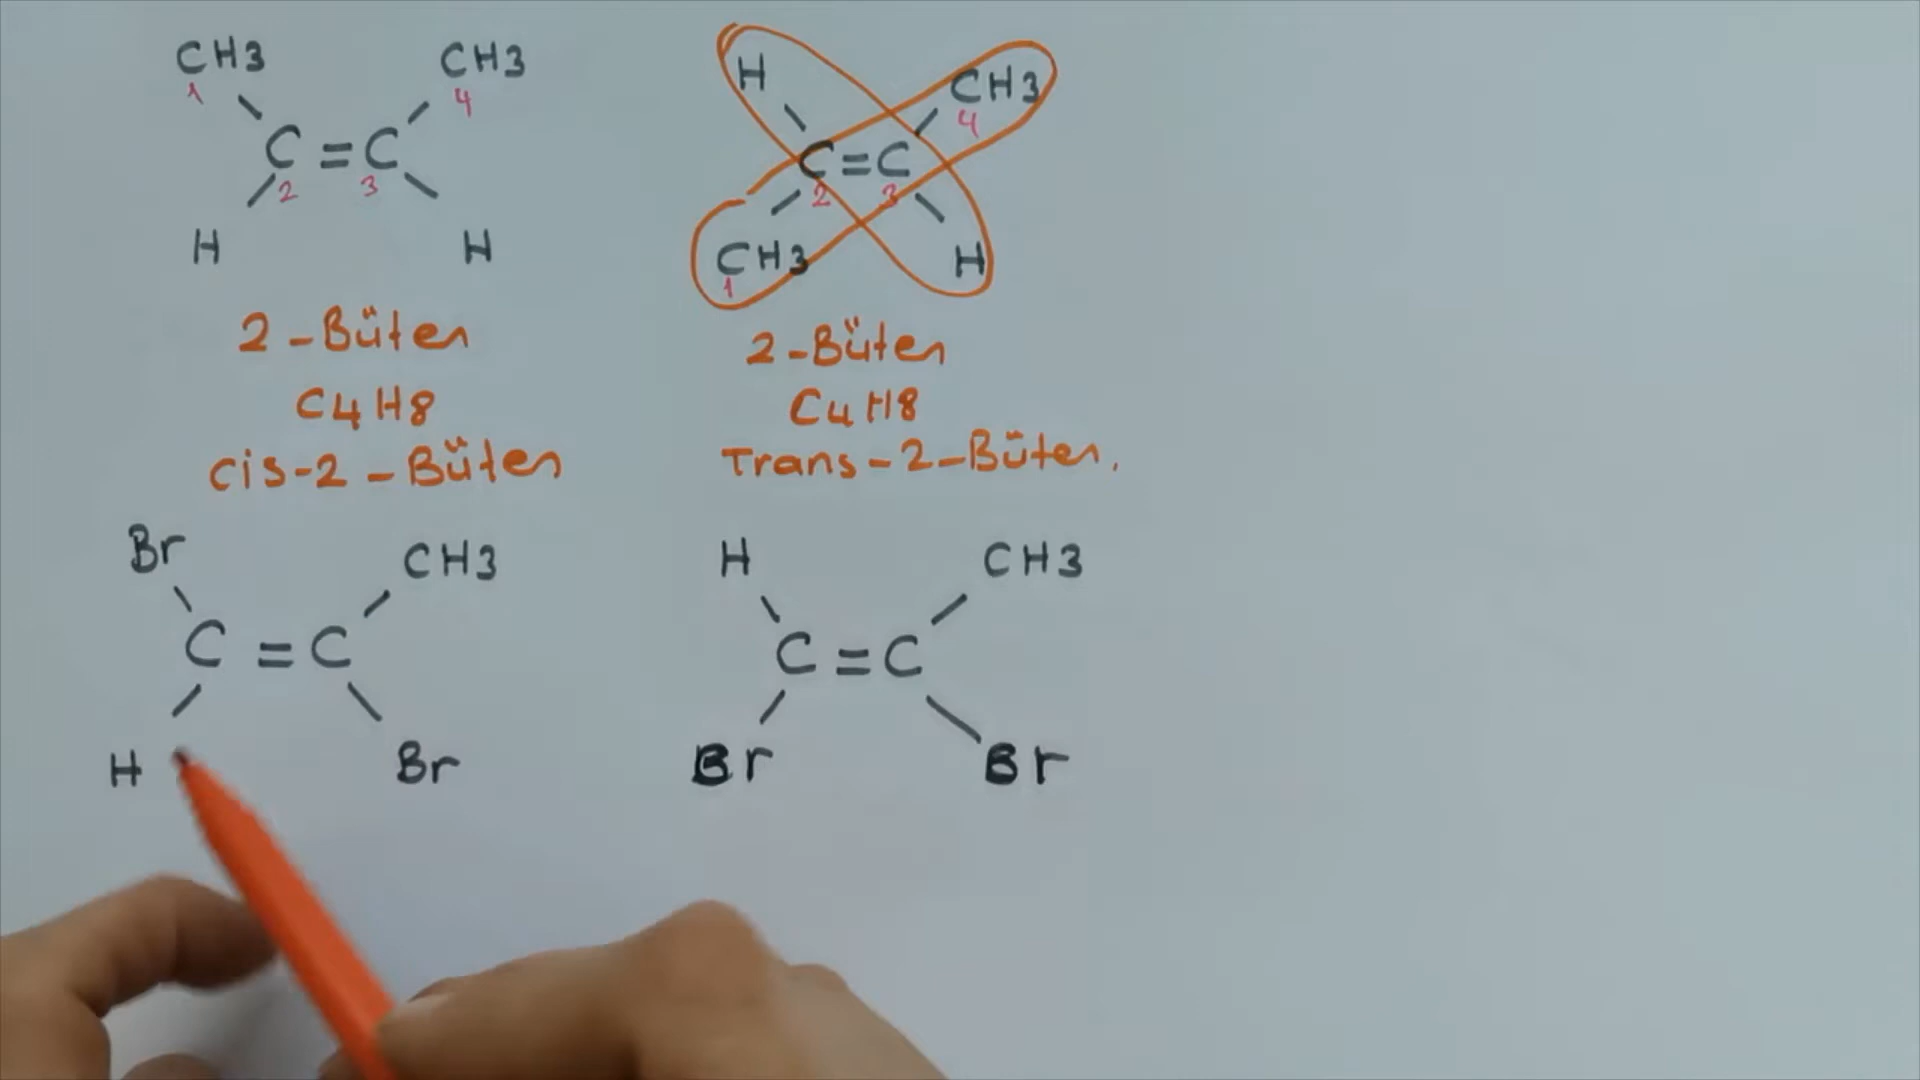 CH3 CH3
1 4
C = C
2 3
H H
2-Büten
C4H8
cis-2-Büten
H CH3
4
C = C
2 3
CH3 H
1
2-Büten
C4H8
Trans-2-Büten.
Br CH3
C = C
H Br
H CH3
C = C
Br Br